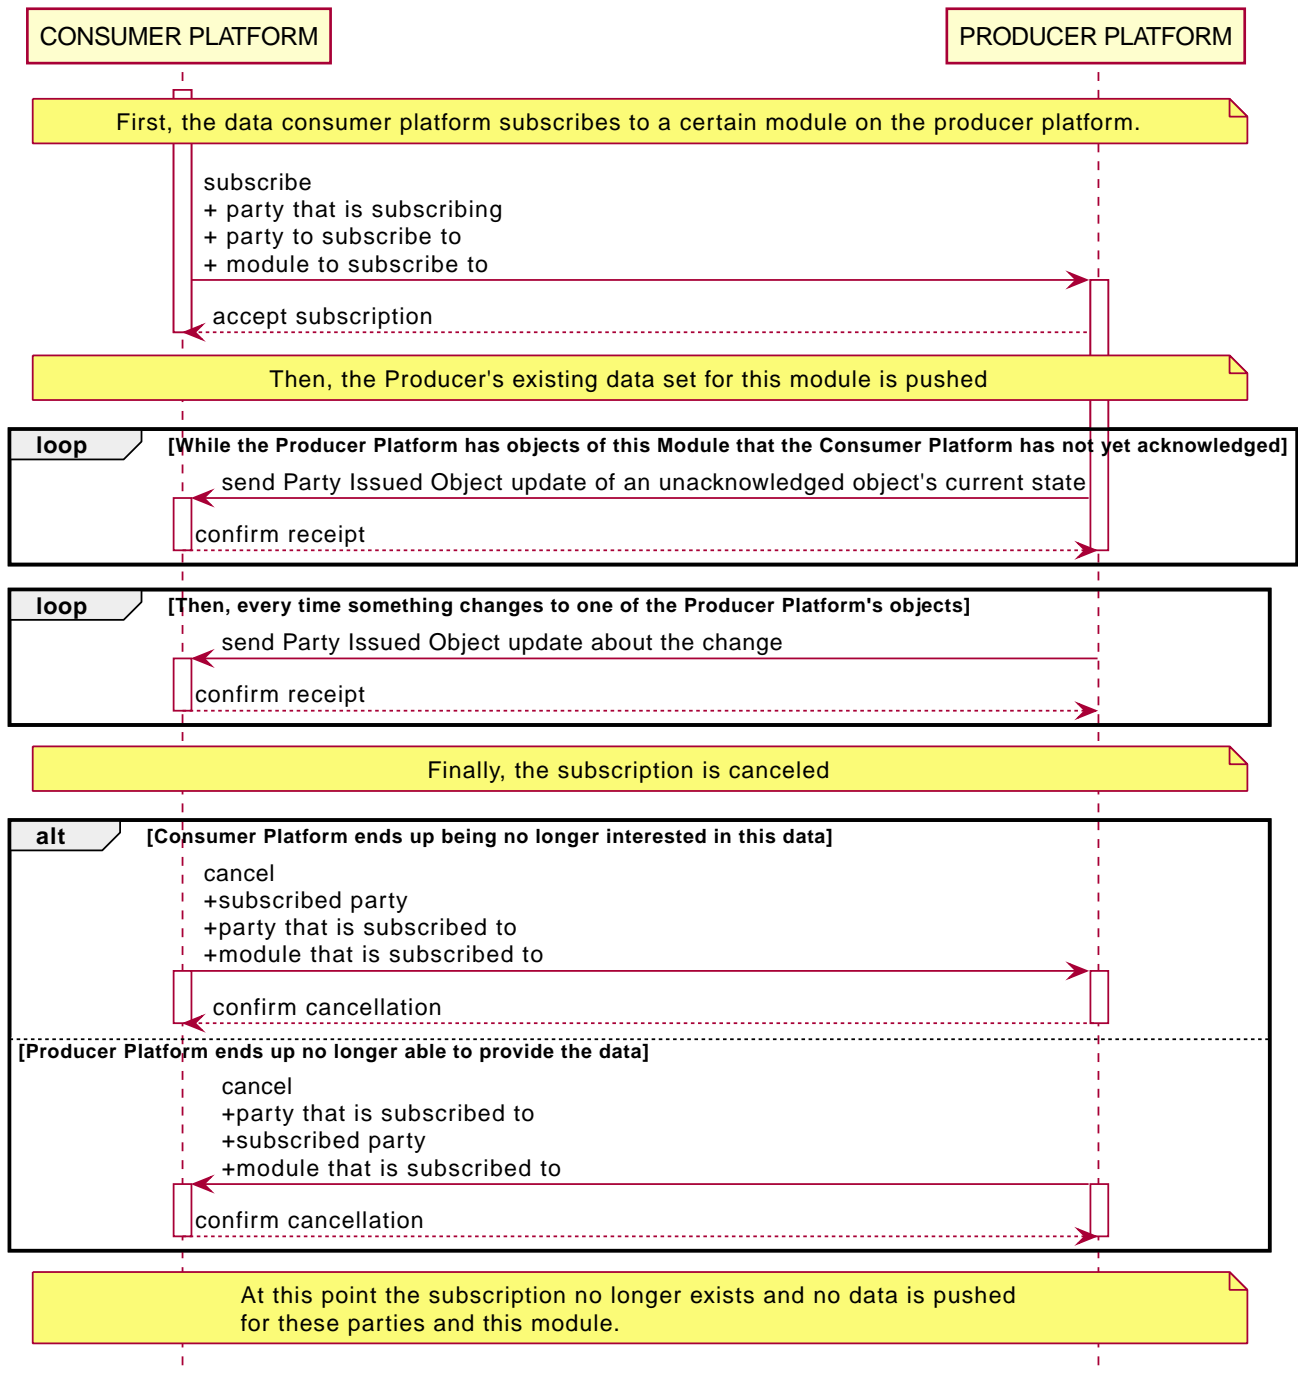 CONSUMER PLATFORM
PRODUCER PLATFORM
First, the data consumer platform subscribes to a certain module on the producer platform.
subscribe
+ party that is subscribing
+ party to subscribe to
+ module to subscribe to
accept subscription
Then, the Producer's existing data set for this module is pushed
loop
[While the Producer Platform has objects of this Module that the Consumer Platform has not yet acknowledged]
send Party Issued Object update of an unacknowledged object's current state
confirm receipt
loop
[Then, every time something changes to one of the Producer Platform's objects]
send Party Issued Object update about the change
confirm receipt
Finally, the subscription is canceled
alt
[Consumer Platform ends up being no longer interested in this data]
cancel
+subscribed party
+party that is subscribed to
+module that is subscribed to
confirm cancellation
[Producer Platform ends up no longer able to provide the data]
cancel
+party that is subscribed to
+subscribed party
+module that is subscribed to
confirm cancellation
At this point the subscription no longer exists and no data is pushed
for these parties and this module.